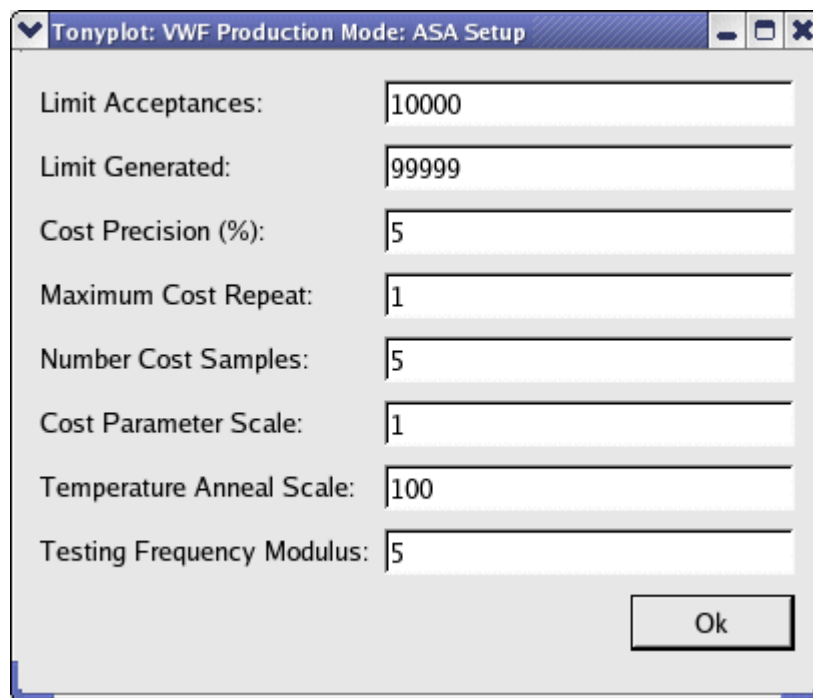 Tonyplot: VWF Production Mode: ASA Setup
Limit Acceptances: 10000
Limit Generated: 99999
Cost Precision (%): 5
Maximum Cost Repeat: 1
Number Cost Samples: 5
Cost Parameter Scale: 1
Temperature Anneal Scale: 100
Testing Frequency Modulus: 5
Ok